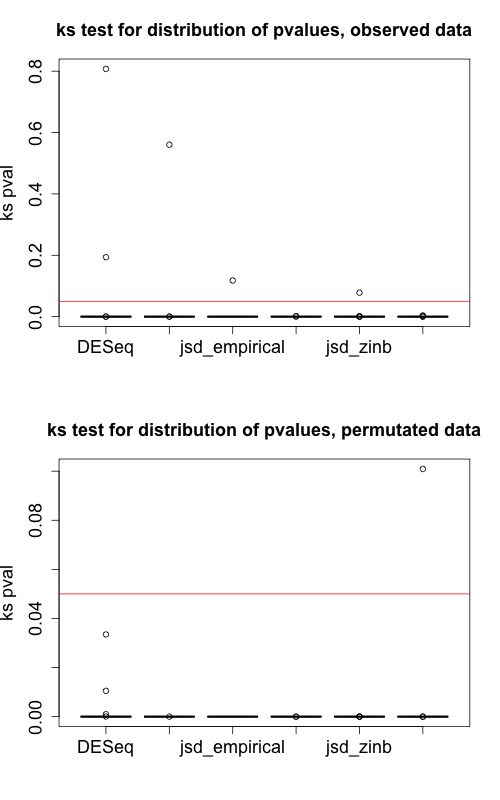 ks test for distribution of pvalues, observed data
ks pval
0.8
0.6
0.4
0.2
0.0
DESeq jsd_empirical jsd_zinb
ks test for distribution of pvalues, permutated data
ks pval
0.08
0.04
0.00
DESeq jsd_empirical jsd_zinb